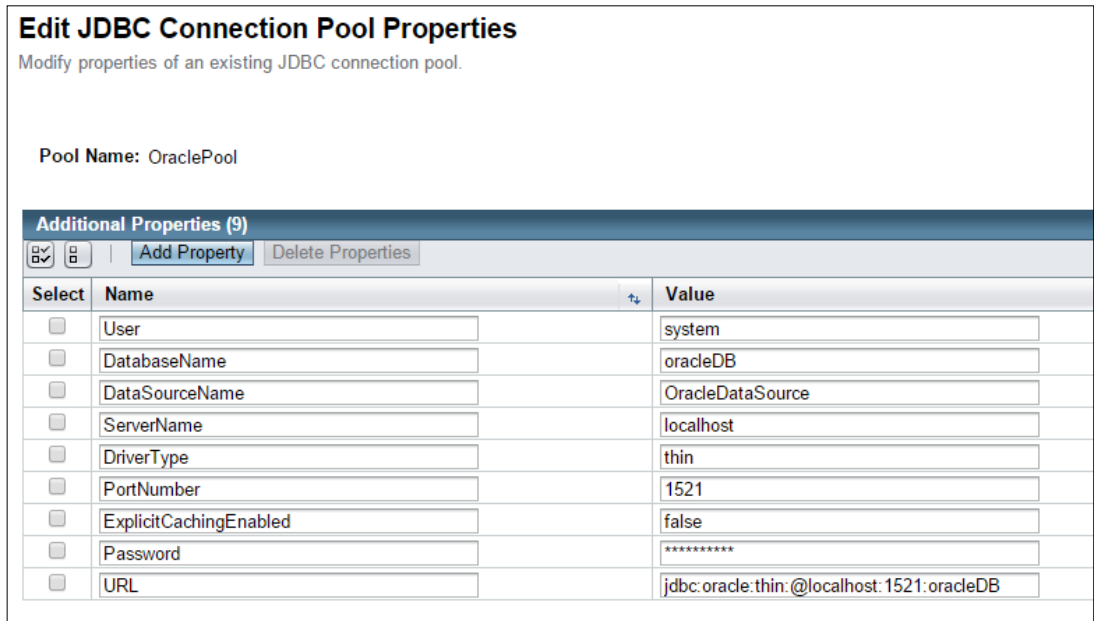 Edit JDBC Connection Pool Properties
Modify properties of an existing JDBC connection pool.
Pool Name: OraclePool
Additional Properties (9)
Add Property Delete Properties
Select Name Value
User system
DatabaseName oracleDB
DataSourceName OracleDataSource
ServerName localhost
DriverType thin
PortNumber 1521
ExplicitCachingEnabled false
Password **********
URL jdbc:oracle:thin:@localhost:1521:oracleDB